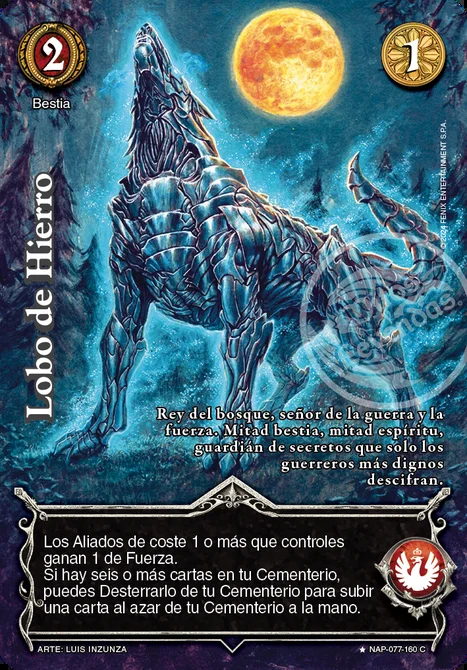 2
1
Bestia
Lobo de Hierro
© 2024 FENIX ENTERTAINMENT S.P.A.
Rey del bosque, señor de la guerra y la
fuerza. Mitad bestia, mitad espíritu,
guardián de secretos que solo los
guerreros más dignos
descifran.
Los Aliados de coste 1 o más que controles
ganan 1 de Fuerza.
Si hay seis o más cartas en tu Cementerio,
puedes Desterrarlo de tu Cementerio para subir
una carta al azar de tu Cementerio a la mano.
ARTE: LUIS INZUNZA
★ NAP-077-160 C